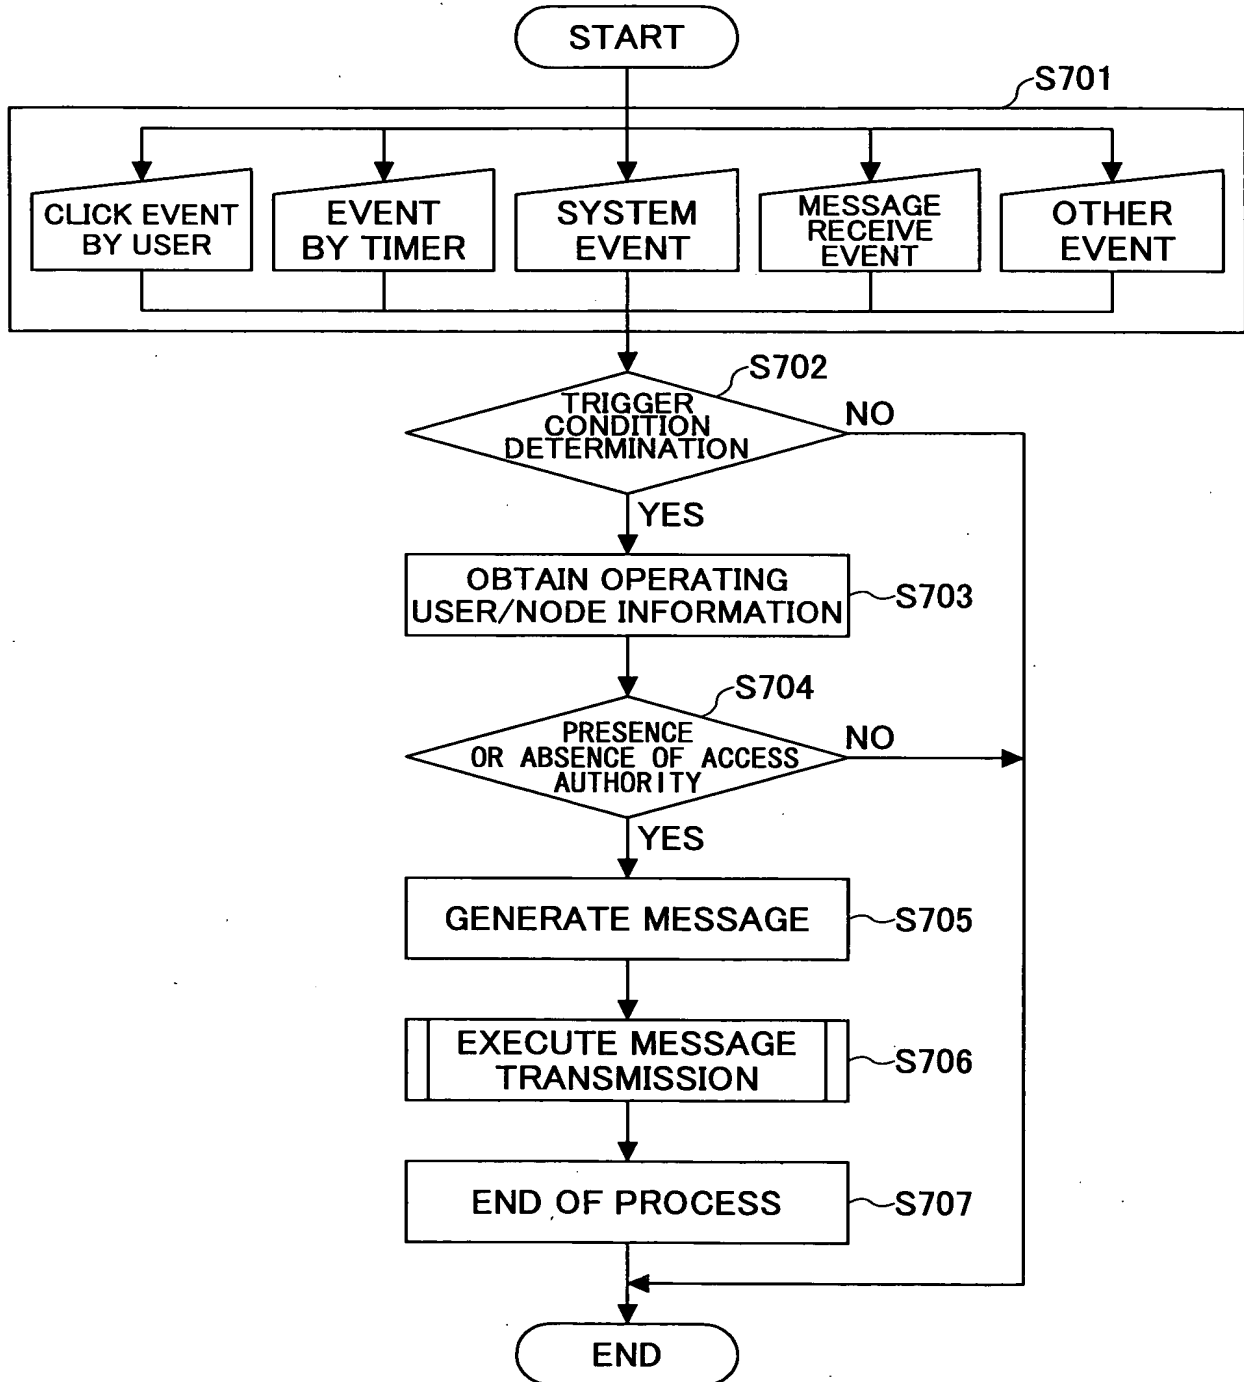 START
S701
CLICK EVENT
BY USER
EVENT
BY TIMER
SYSTEM
EVENT
MESSAGE
RECEIVE
EVENT
OTHER
EVENT
S702
TRIGGER
CONDITION
DETERMINATION
NO
YES
OBTAIN OPERATING
USER/NODE INFORMATION
S703
S704
PRESENCE
OR ABSENCE OF ACCESS
AUTHORITY
NO
YES
GENERATE MESSAGE
S705
EXECUTE MESSAGE
TRANSMISSION
S706
END OF PROCESS
S707
END